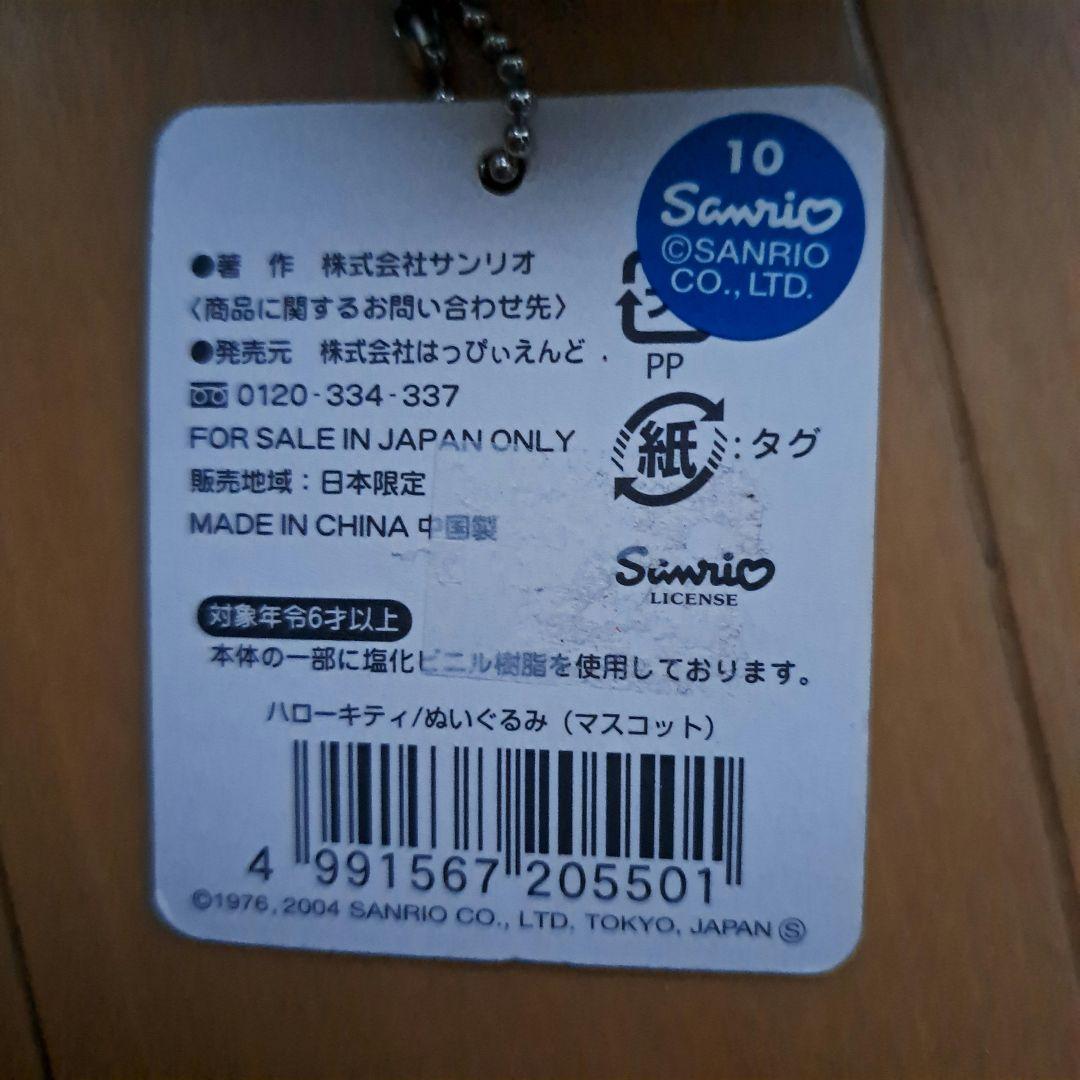 10
Sanrio
©SANRIO
CO., LTD.
●著 作 株式会社サンリオ
〈商品に関するお問い合わせ先〉
●発売元 株式会社はっぴぃえんど
0120-334-337
FOR SALE IN JAPAN ONLY
販売地域：日本限定
MADE IN CHINA 中国製
プ
PP
紙：タグ
Sanrio
LICENSE
対象年令6才以上
本体の一部に塩化ビニル樹脂を使用しております。
ハローキティ/ぬいぐるみ（マスコット）
4 991567 205501
©1976, 2004 SANRIO CO., LTD. TOKYO, JAPAN Ⓢ